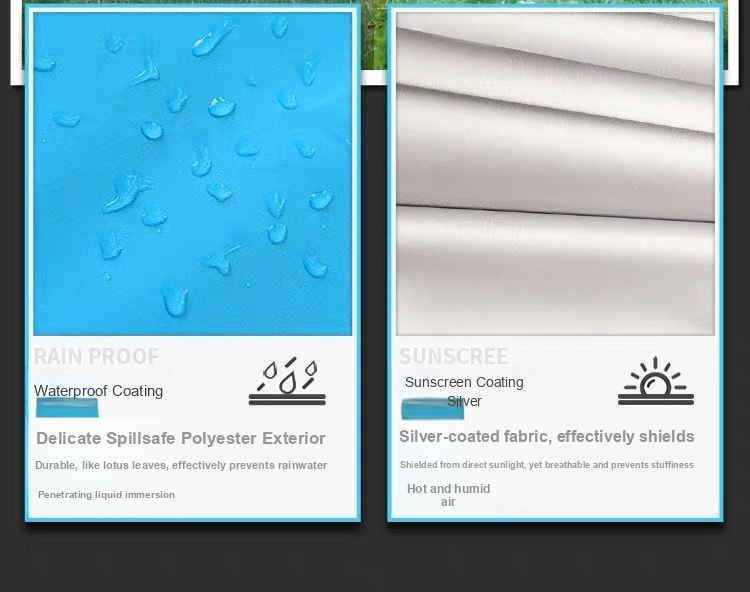 RAIN PROOF
Waterproof Coating
Delicate Spillsafe Polyester Exterior
Durable, like lotus leaves, effectively prevents rainwater
Penetrating liquid immersion
SUNSCREE
Sunscreen Coating
Silver
Silver-coated fabric, effectively shields
Shielded from direct sunlight, yet breathable and prevents stuffiness
Hot and humid
air